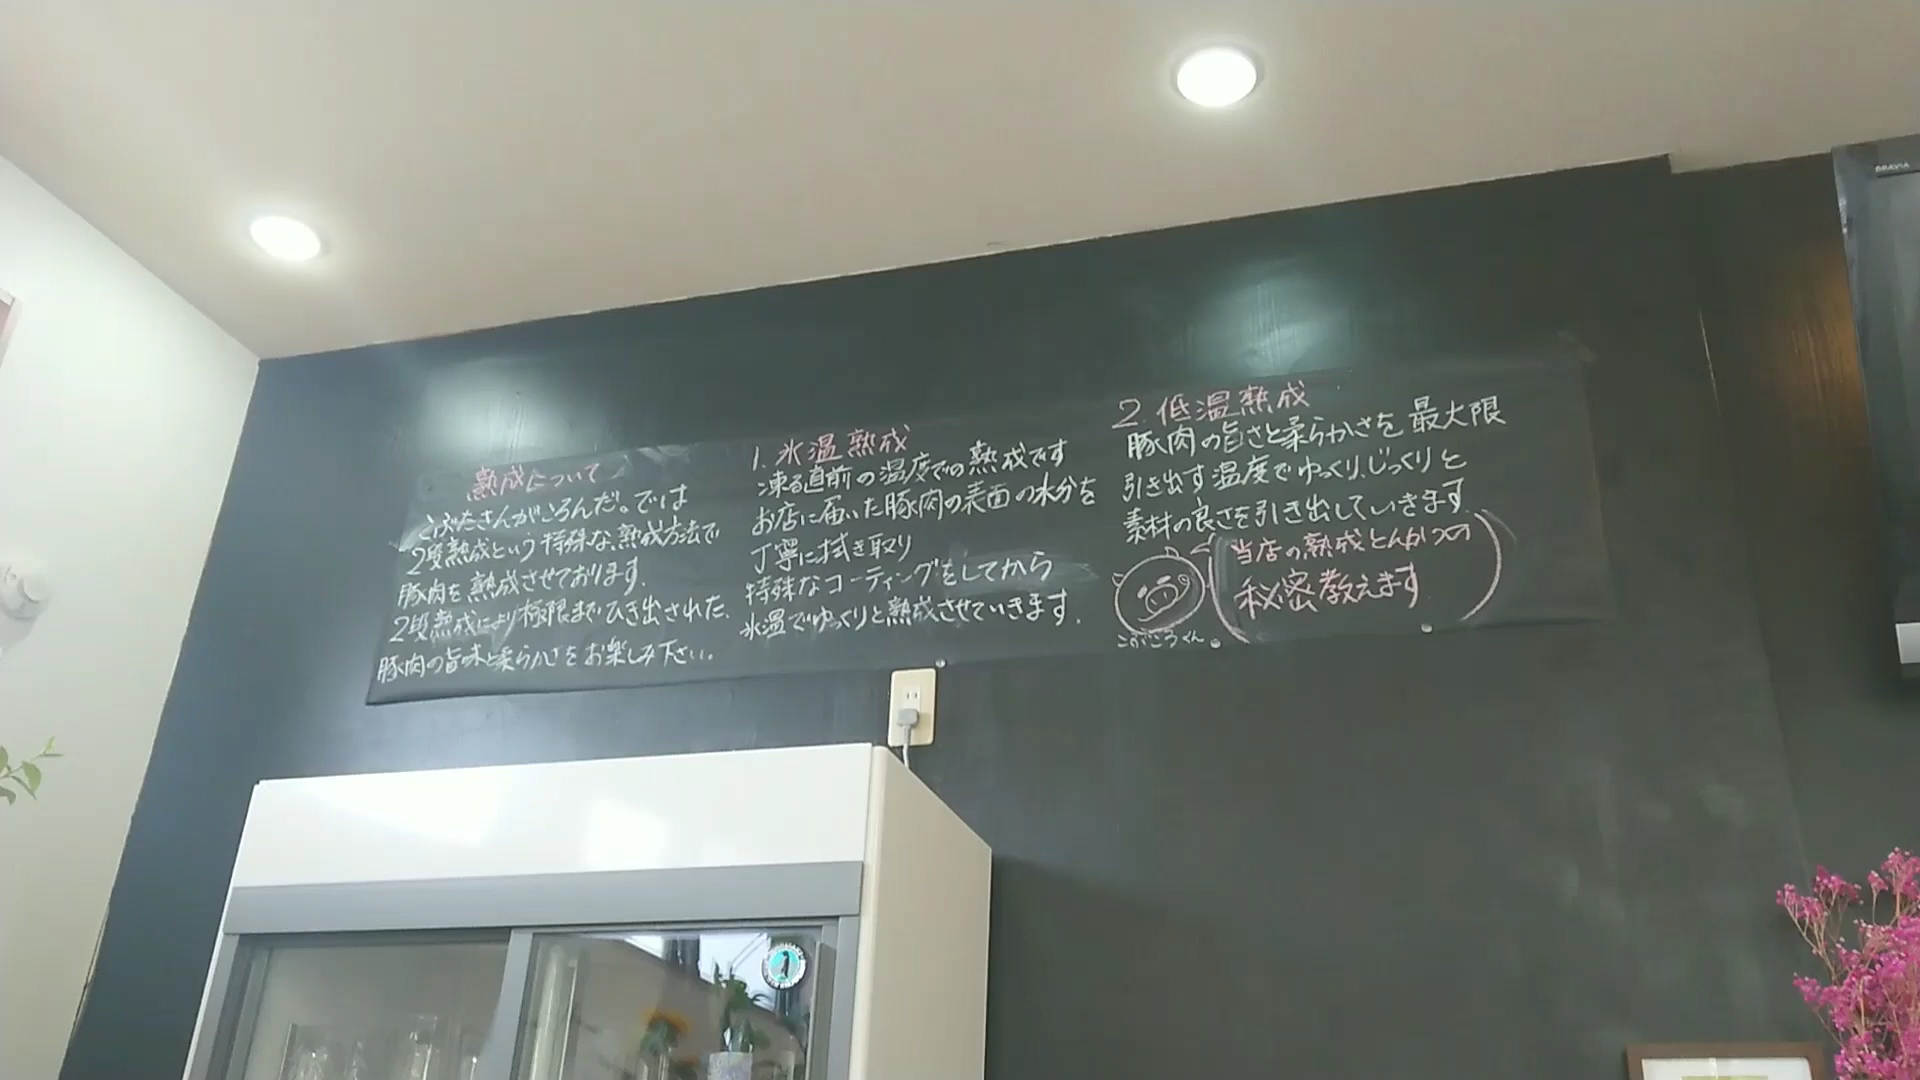 熟成について
こぶたさんがころんだ。では
2段熟成という特殊な熟成方法で
豚肉を熟成させております.
2段熟成により極限までひき出された、
豚肉の旨味と柔らかさをお楽しみ下さい。
1. 氷温熟成
凍る直前の温度での熟成です
お店に届いた豚肉の表面の水分を
丁寧に拭き取り
特殊なコーティングをしてから
氷温でゆっくりと熟成させていきます.
2. 低温熟成
豚肉の旨さと柔らかさを最大限
引き出す温度でゆっくり、じっくりと
素材の良さを引き出していきます.
当店の熟成とんかつの
秘密教えます
こぶころくん
BRAVIA